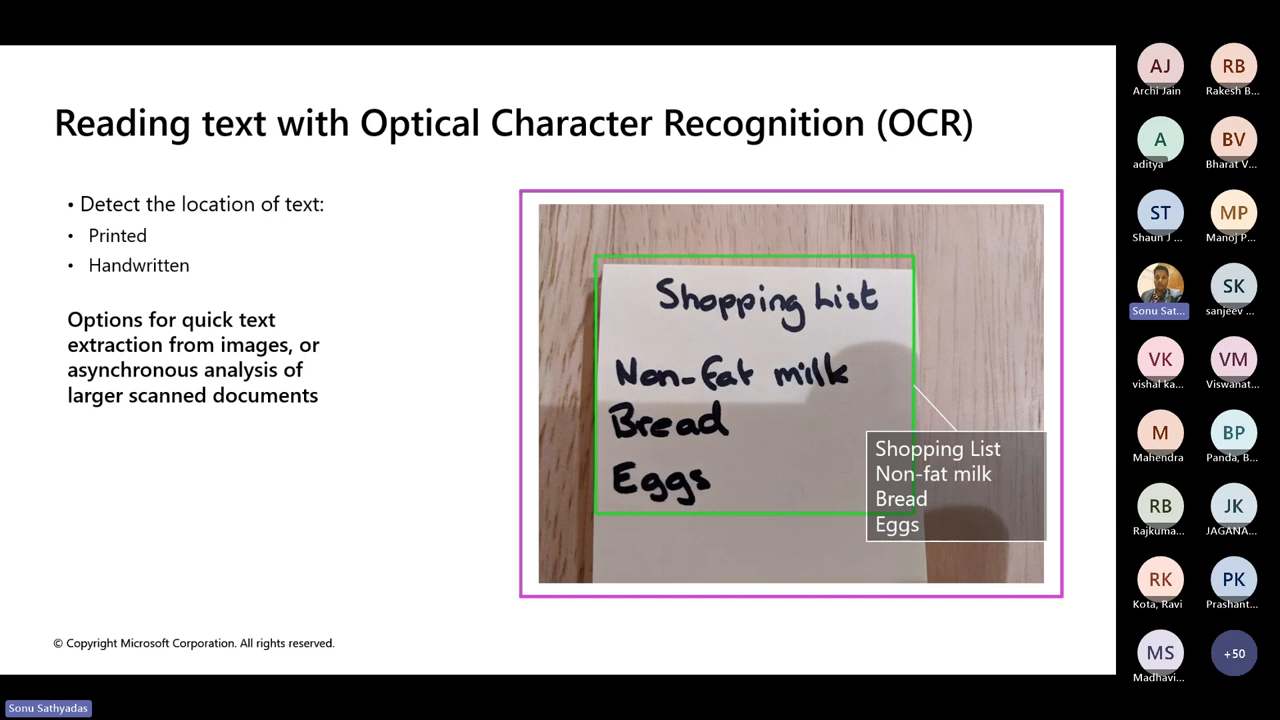 Reading text with Optical Character Recognition (OCR)
• Detect the location of text:
• Printed
• Handwritten
Options for quick text
extraction from images, or
asynchronous analysis of
larger scanned documents
Shopping List
Non-fat milk
Bread
Eggs
Shopping List
Non-fat milk
Bread
Eggs
© Copyright Microsoft Corporation. All rights reserved.
AJ
Archi Jain
RB
Rakesh B...
A
aditya
BV
Bharat V...
ST
Shaun J ...
MP
Manoj P...
Sonu Sat...
SK
sanjeev ...
VK
vishal ka...
VM
Viswanat...
M
Mahendra
BP
Panda, B...
RB
Rajkuma...
JK
JAGANA...
RK
Kota, Ravi
PK
Prashant...
MS
Madhavi...
+50
Sonu Sathyadas